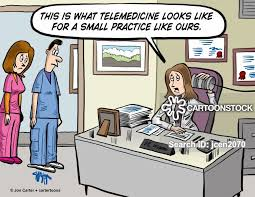 THIS IS WHAT TELEMEDICINE LOOKS LIKE
FOR A SMALL PRACTICE LIKE OURS.
CARTOONSTOCK
Search ID: jcen2070
© Jon Carter • cartertoons